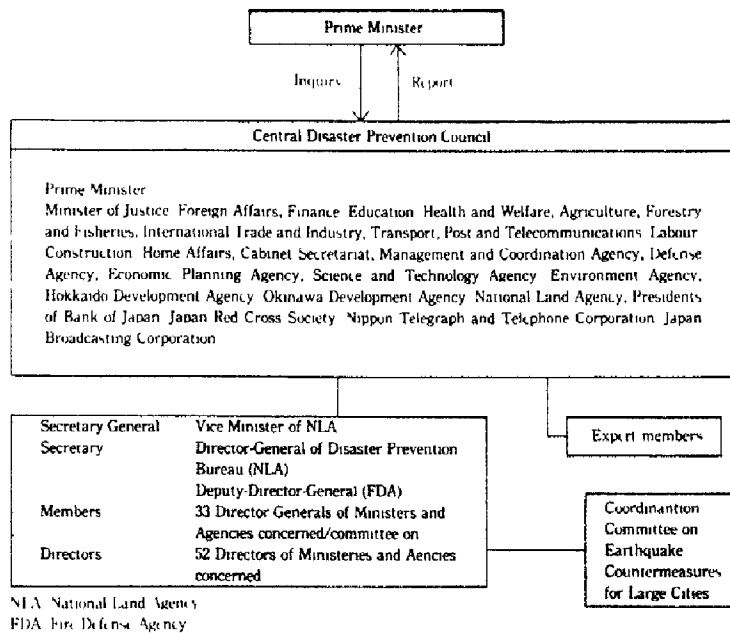 Prime Minister
Inquiry Report
Central Disaster Prevention Council
Prime Minister
Minister of Justice Foreign Affairs, Finance Education Health and Welfare, Agriculture, Forestry
and Fisheries, International Trade and Industry, Transport, Post and Telecommunications Labour
Construction Home Affairs, Cabinet Secretariat, Management and Coordination Agency, Defense
Agency, Economic Planning Agency, Science and Technology Agency Environment Agency,
Hokkaido Development Agency Okinawa Development Agency National Land Agency, Presidents
of Bank of Japan Japan Red Cross Society Nippon Telegraph and Telephone Corporation Japan
Broadcasting Corporation
Secretary General Vice Minister of NLA
Secretary Director-General of Disaster Prevention
Bureau (NLA)
Deputy-Director-General (FDA)
Members 33 Director Generals of Ministers and
Agencies concerned/committee on
Directors 52 Directors of Ministeries and Aencies
concerned
Expert members
Coordinantion
Committee on
Earthquake
Countermeasures
for Large Cities
NLA National Land Agency
FDA Fire Defense Agency